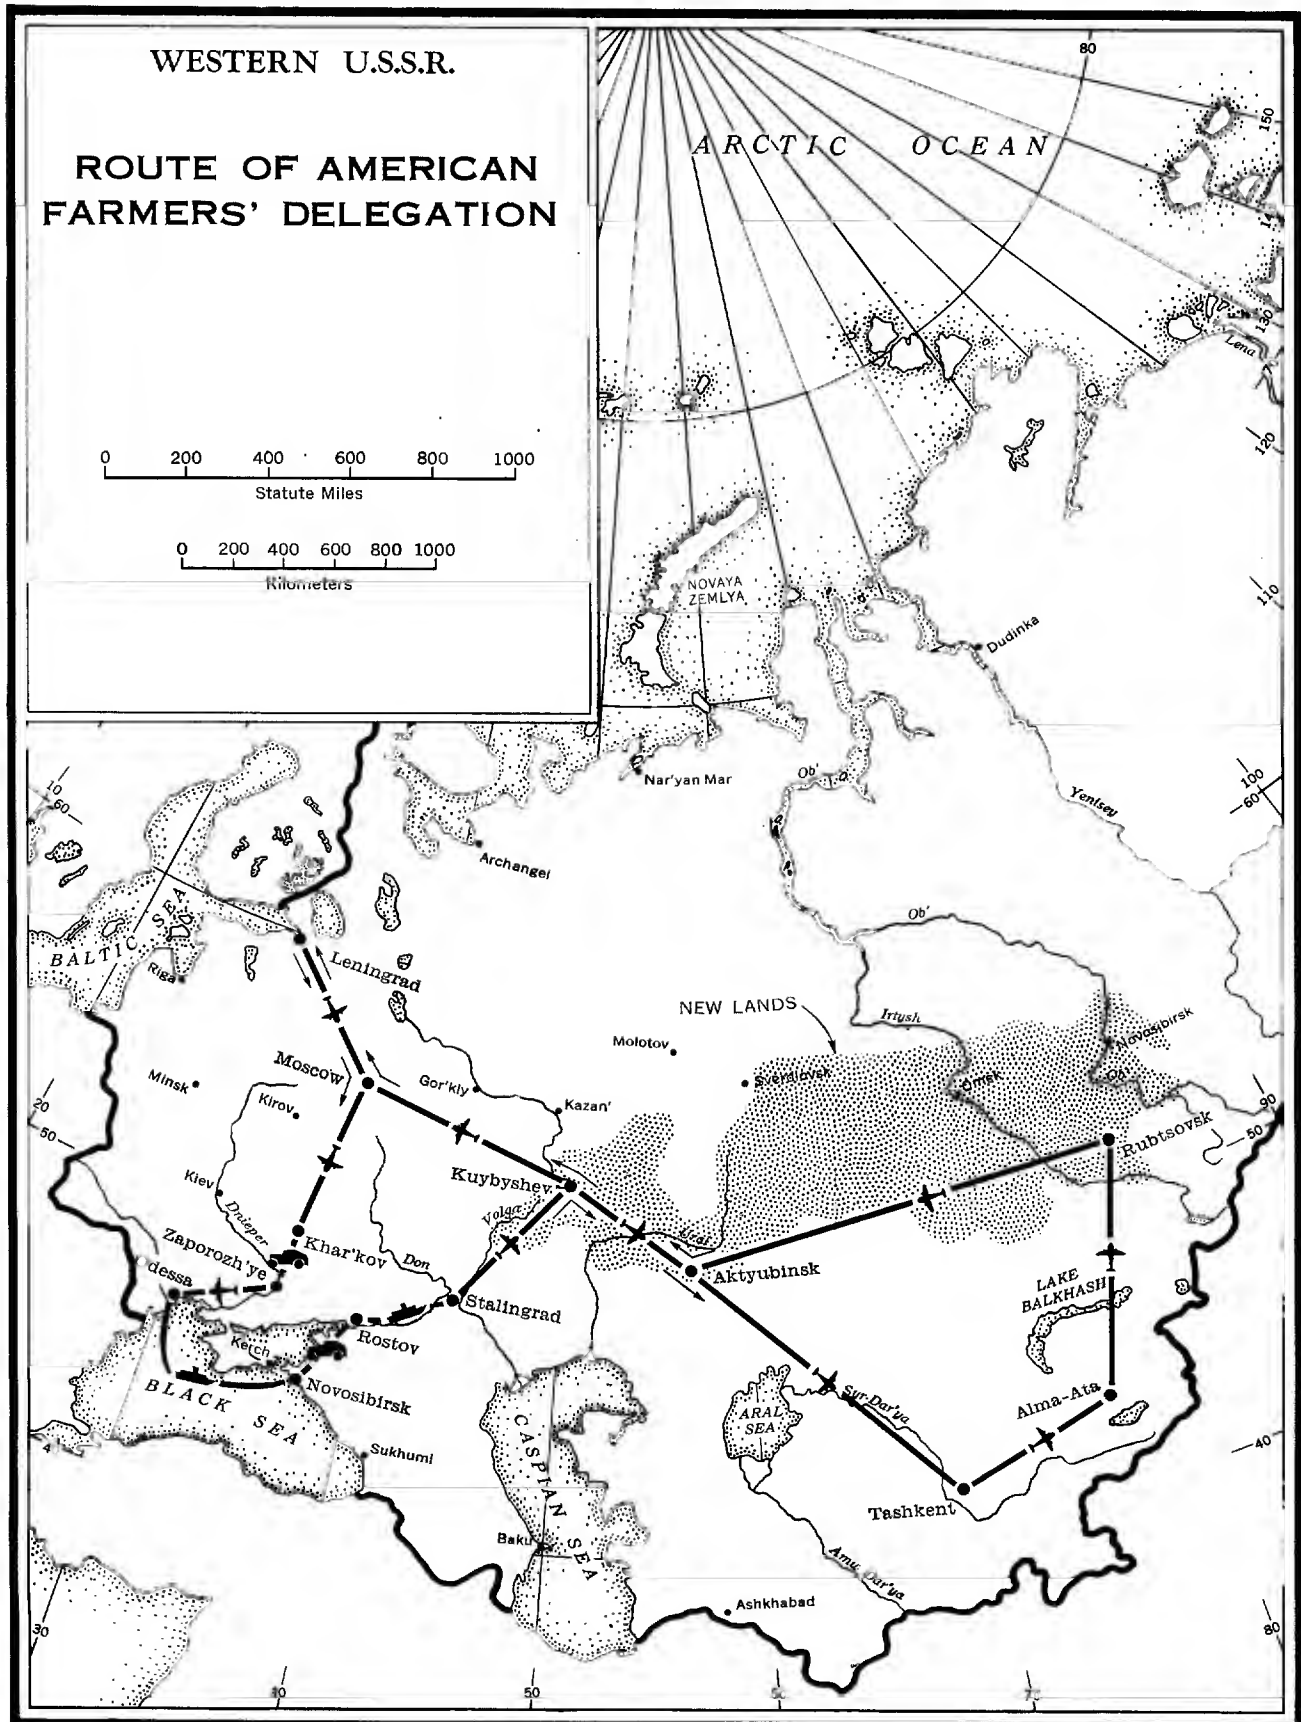 WESTERN U.S.S.R.
ROUTE OF AMERICAN
FARMERS' DELEGATION
0 200 400 600 800 1000
Statute Miles
0 200 400 600 800 1000
Kilometers
80
ARCTIC OCEAN
150
130
Lena
120
110
NOVAYA
ZEMLYA
Dudinka
Nar'yan Mar
Ob'
Yenisey
100
60
10
60
Archangel
BALTIC SEA
Riga
Leningrad
Ob'
NEW LANDS
Irtysh
Novosibirsk
Molotov
Sverdlovsk
Omsk
Ob'
Moscow
Gor'kiy
Minsk
Kirov
Kazan'
20
50
90
50
Rubtsovsk
Kuybyshev
Kiev
Dnieper
Volga
Ural
Khar'kov
Don
Zaporozh'ye
Odessa
Aktyubinsk
LAKE
BALKHASH
Stalingrad
Rostov
Kerch
Novosibirsk
BLACK SEA
Syr-Dar'ya
Alma-Ata
ARAL
SEA
CASPIAN SEA
Sukhumi
40
4
Tashkent
Baku
Amu Dar'ya
Ashkhabad
30
80
50